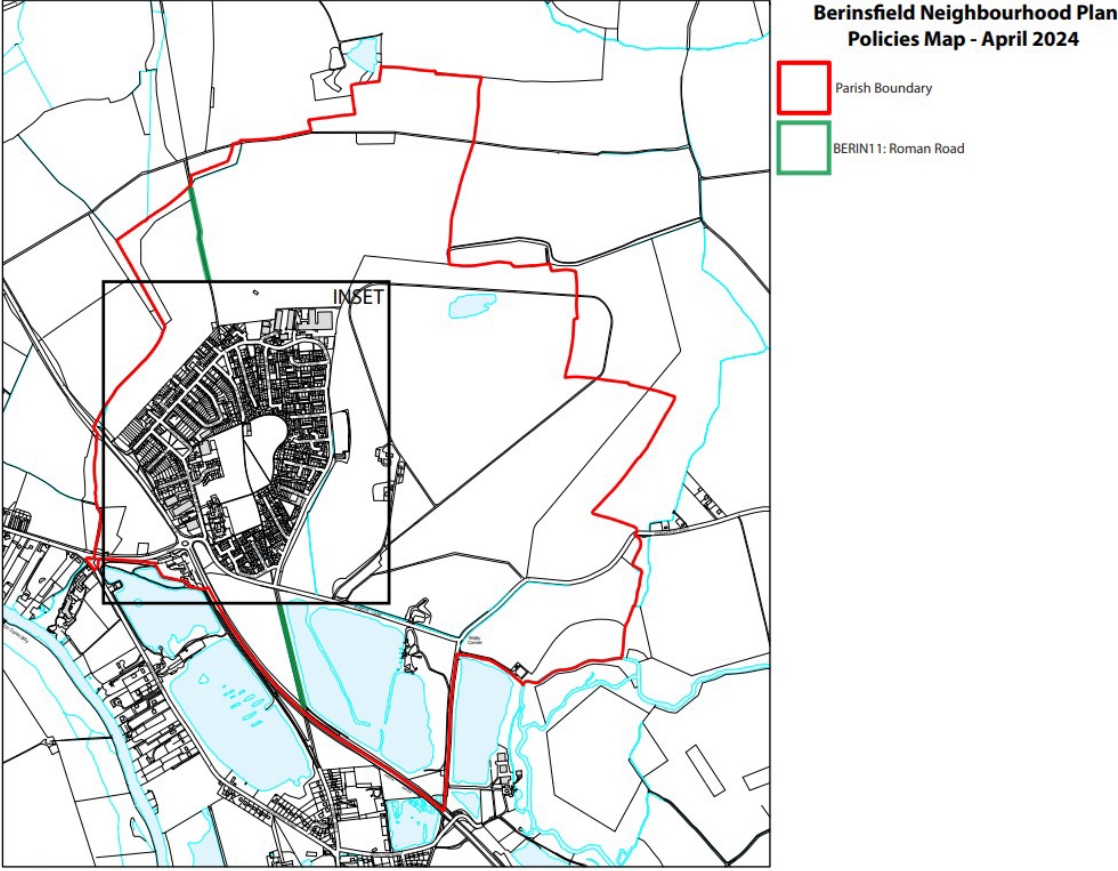 Berinsfield Neighbourhood Plan
Policies Map - April 2024
Parish Boundary
BERIN11: Roman Road
INSET